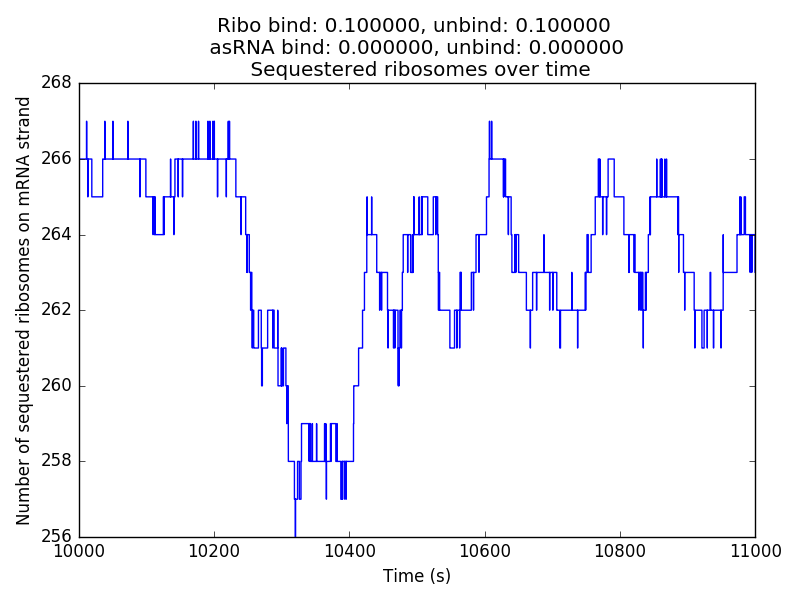 Ribo bind: 0.100000, unbind: 0.100000
asRNA bind: 0.000000, unbind: 0.000000
Sequestered ribosomes over time
Number of sequestered ribosomes on mRNA strand
268
266
264
262
260
258
256
10000 10200 10400 10600 10800 11000
Time (s)